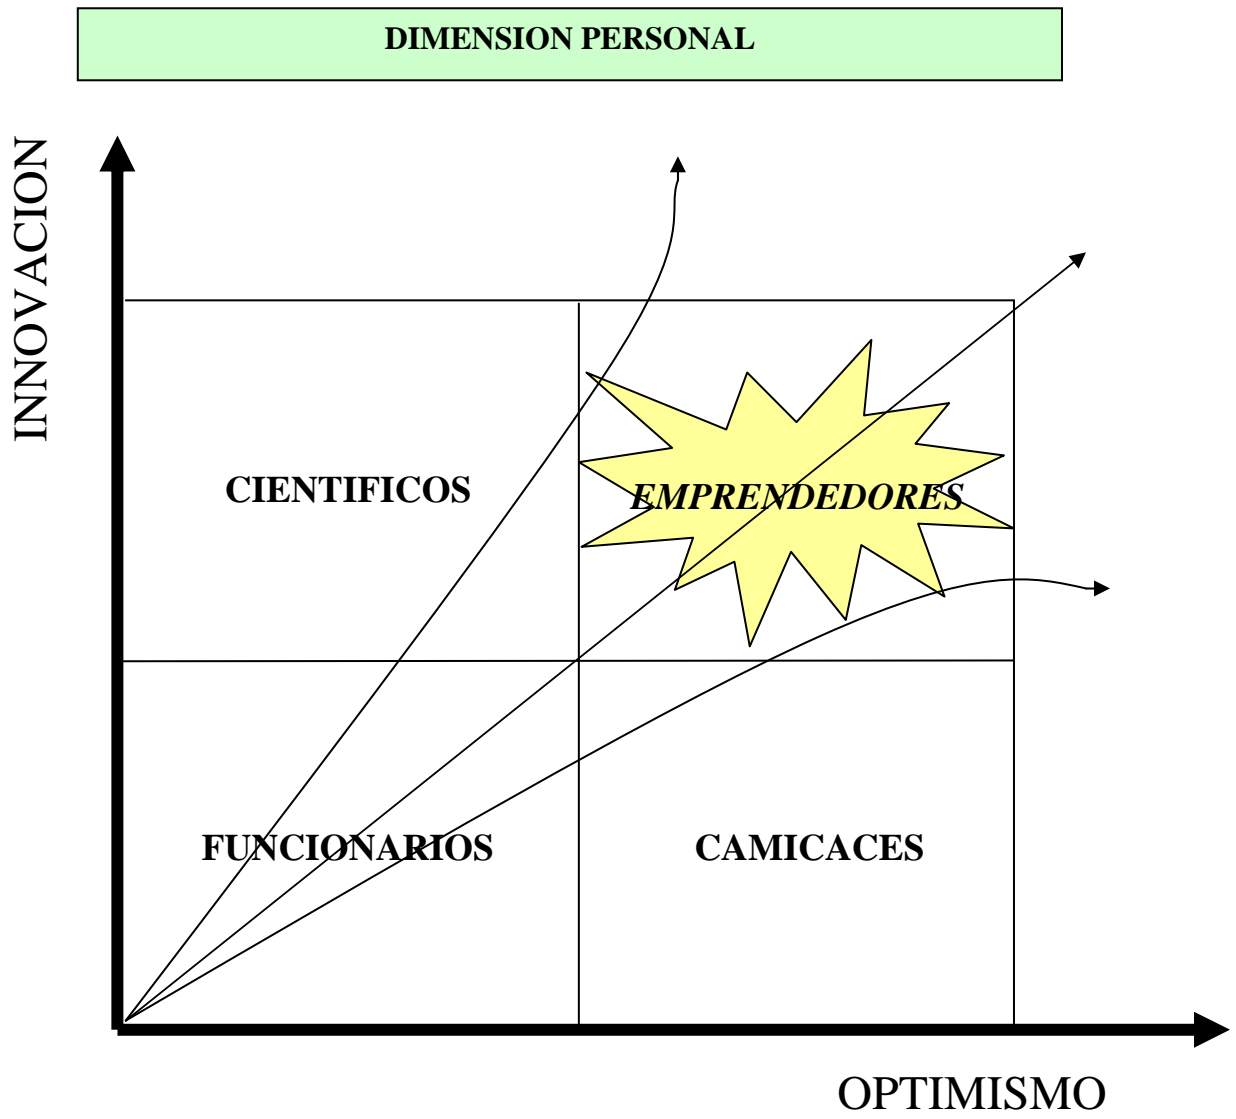 DIMENSION PERSONAL
INNOVACION
CIENTIFICOS
EMPRENDEDORES
FUNCIONARIOS
CAMICACES
OPTIMISMO